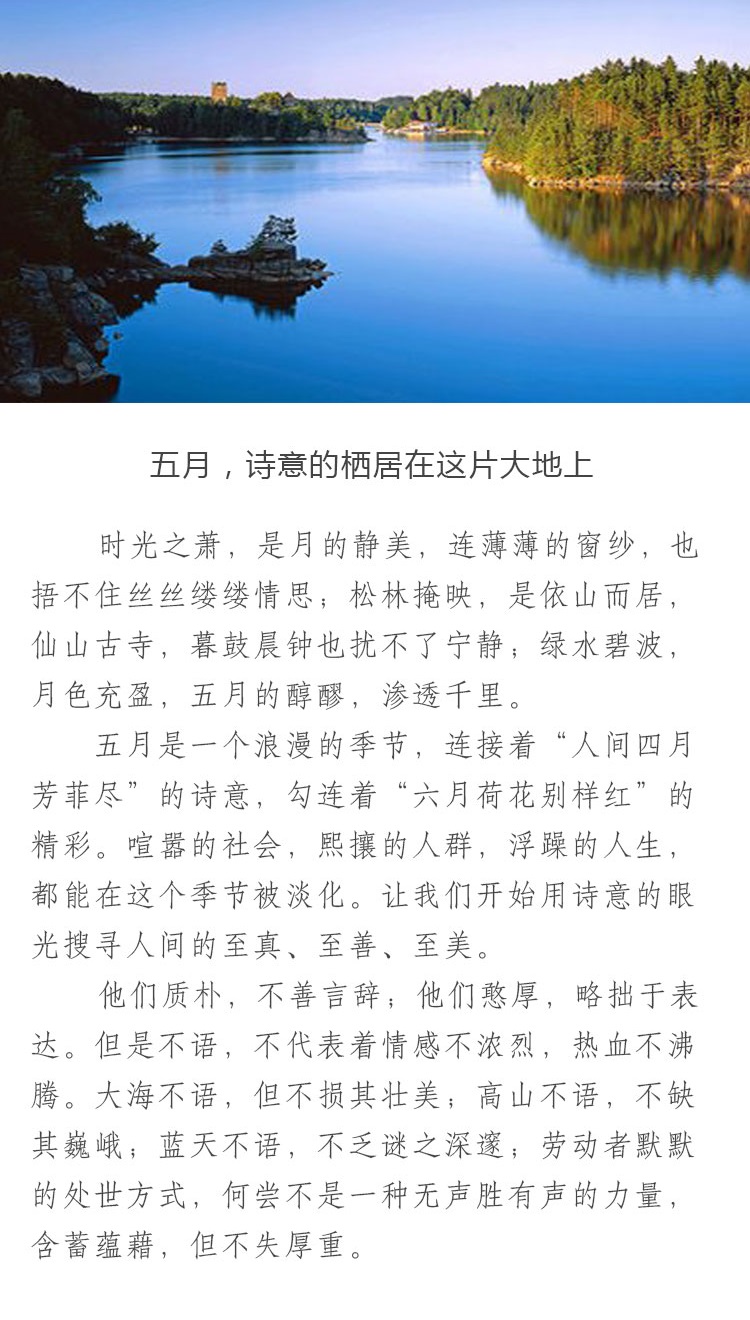 五月，诗意的栖居在这片大地上
时光之萧，是月的静美，连薄薄的窗纱，也
捂不住丝丝缕缕情思；松林掩映，是依山而居，
仙山古寺，暮鼓晨钟也扰不了宁静；绿水碧波，
月色充盈，五月的醇醪，渗透千里。
五月是一个浪漫的季节，连接着“人间四月
芳菲尽”的诗意，勾连着“六月荷花别样红”的
精彩。喧嚣的社会，熙攘的人群，浮躁的人生，
都能在这个季节被淡化。让我们开始用诗意的眼
光搜寻人间的至真、至善、至美。
他们质朴，不善言辞；他们憨厚，略拙于表
达。但是不语，不代表着情感不浓烈，热血不沸
腾。大海不语，但不损其壮美；高山不语，不缺
其巍峨；蓝天不语，不乏谜之深邃；劳动者默默
的处世方式，何尝不是一种无声胜有声的力量，
含蓄蕴藉，但不失厚重。